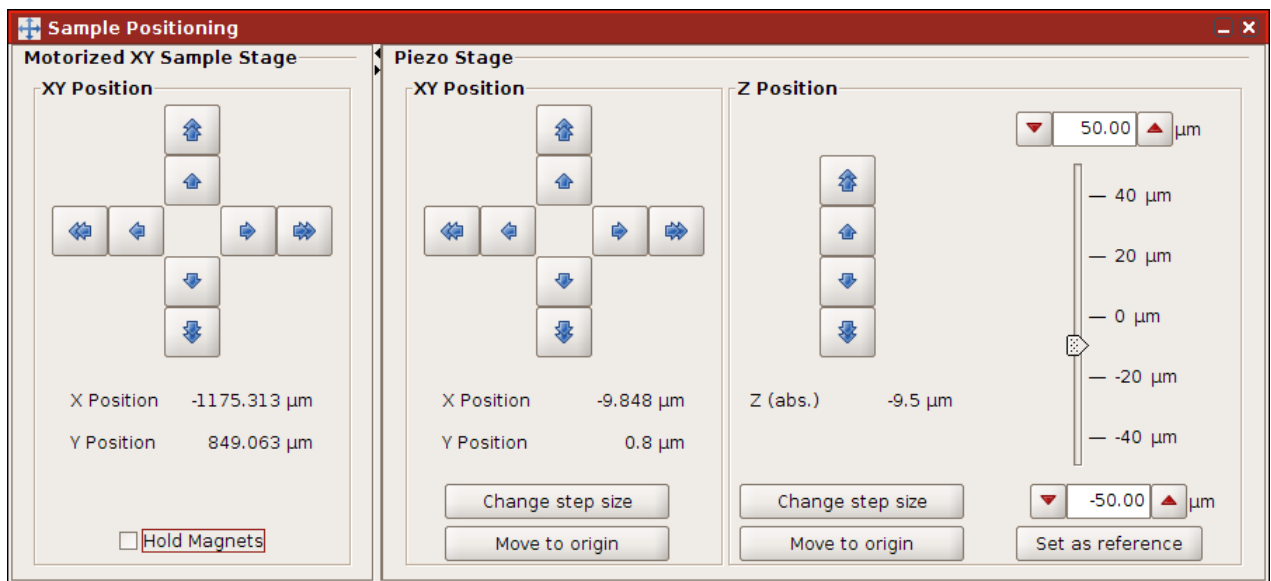 Sample Positioning
Motorized XY Sample Stage
XY Position
X Position -1175.313 µm
Y Position 849.063 µm
Hold Magnets
Piezo Stage
XY Position
X Position -9.848 µm
Y Position 0.8 µm
Change step size
Move to origin
Z Position
Z (abs.) -9.5 µm
Change step size
Move to origin
50.00 µm
40 µm
20 µm
0 µm
-20 µm
-40 µm
-50.00 µm
Set as reference